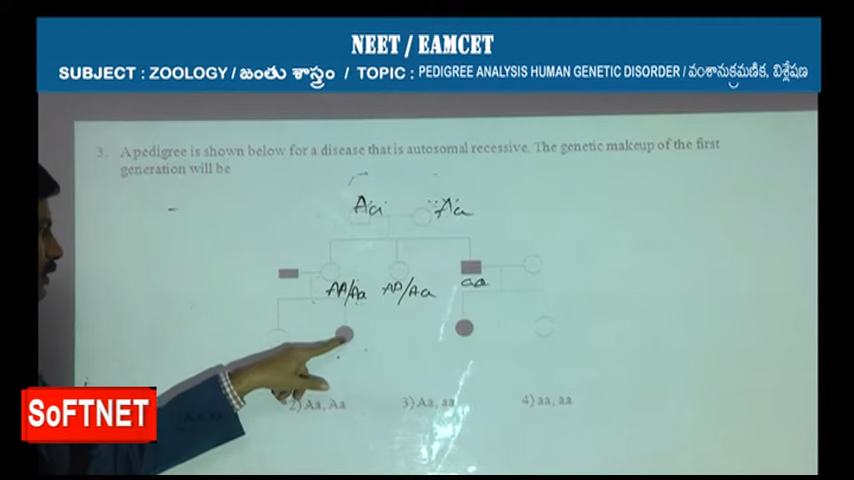 NEET / EAMCET
SUBJECT : ZOOLOGY / జంతు శాస్త్రం / TOPIC : PEDIGREE ANALYSIS HUMAN GENETIC DISORDER / వంశానుక్రమణిక, విశ్లేషణ
3. A pedigree is shown below for a disease that is autosomal recessive. The genetic makeup of the first
generation will be
Aa Aa
AA/Aa AA/Aa aa
2) Aa, Aa 3) Aa, aa 4) aa, aa
SoFTNET